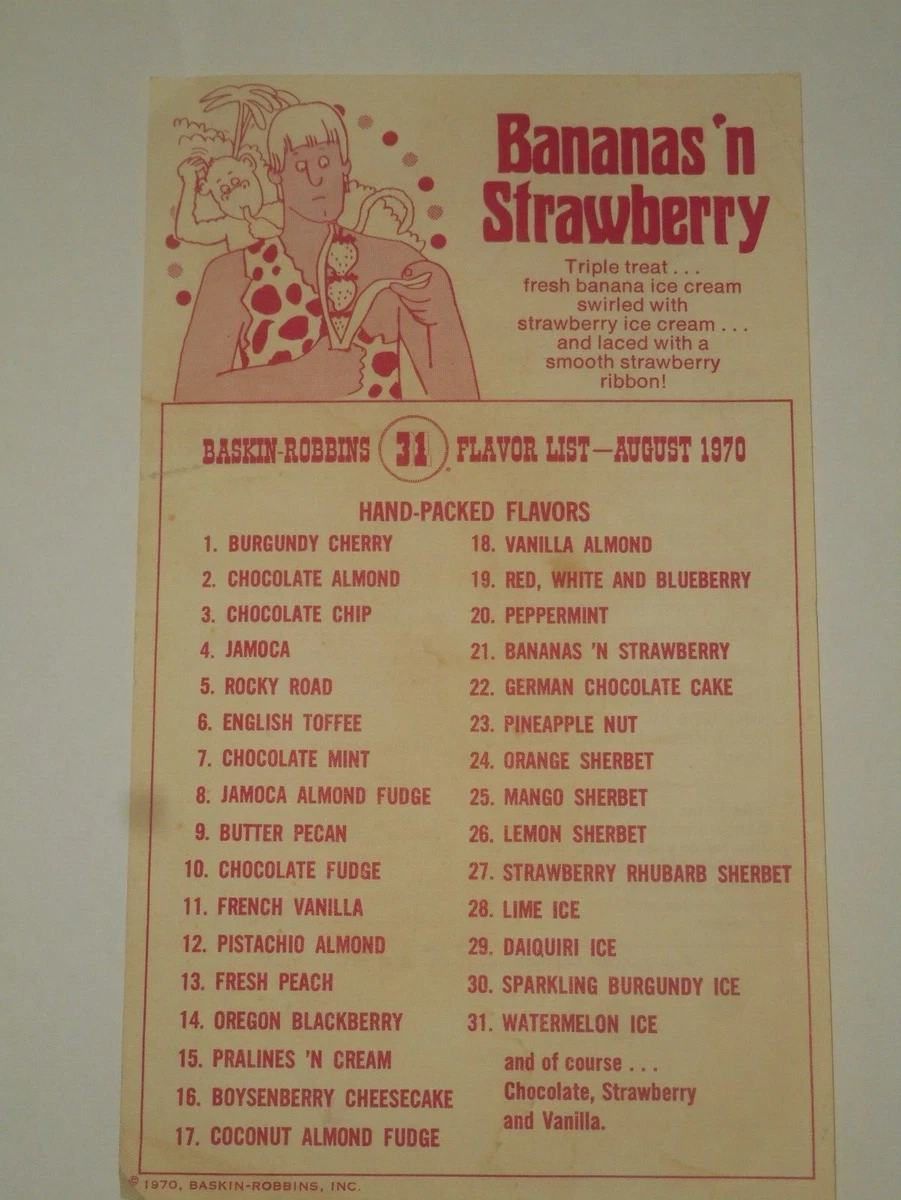 Bananas 'n
Strawberry
Triple treat . . .
fresh banana ice cream
swirled with
strawberry ice cream . . .
and laced with a
smooth strawberry
ribbon!
BASKIN-ROBBINS 31 FLAVOR LIST—AUGUST 1970
HAND-PACKED FLAVORS
1. BURGUNDY CHERRY
2. CHOCOLATE ALMOND
3. CHOCOLATE CHIP
4. JAMOCA
5. ROCKY ROAD
6. ENGLISH TOFFEE
7. CHOCOLATE MINT
8. JAMOCA ALMOND FUDGE
9. BUTTER PECAN
10. CHOCOLATE FUDGE
11. FRENCH VANILLA
12. PISTACHIO ALMOND
13. FRESH PEACH
14. OREGON BLACKBERRY
15. PRALINES 'N CREAM
16. BOYSENBERRY CHEESECAKE
17. COCONUT ALMOND FUDGE
18. VANILLA ALMOND
19. RED, WHITE AND BLUEBERRY
20. PEPPERMINT
21. BANANAS 'N STRAWBERRY
22. GERMAN CHOCOLATE CAKE
23. PINEAPPLE NUT
24. ORANGE SHERBET
25. MANGO SHERBET
26. LEMON SHERBET
27. STRAWBERRY RHUBARB SHERBET
28. LIME ICE
29. DAIQUIRI ICE
30. SPARKLING BURGUNDY ICE
31. WATERMELON ICE
and of course . . .
Chocolate, Strawberry
and Vanilla.
© 1970, BASKIN-ROBBINS, INC.